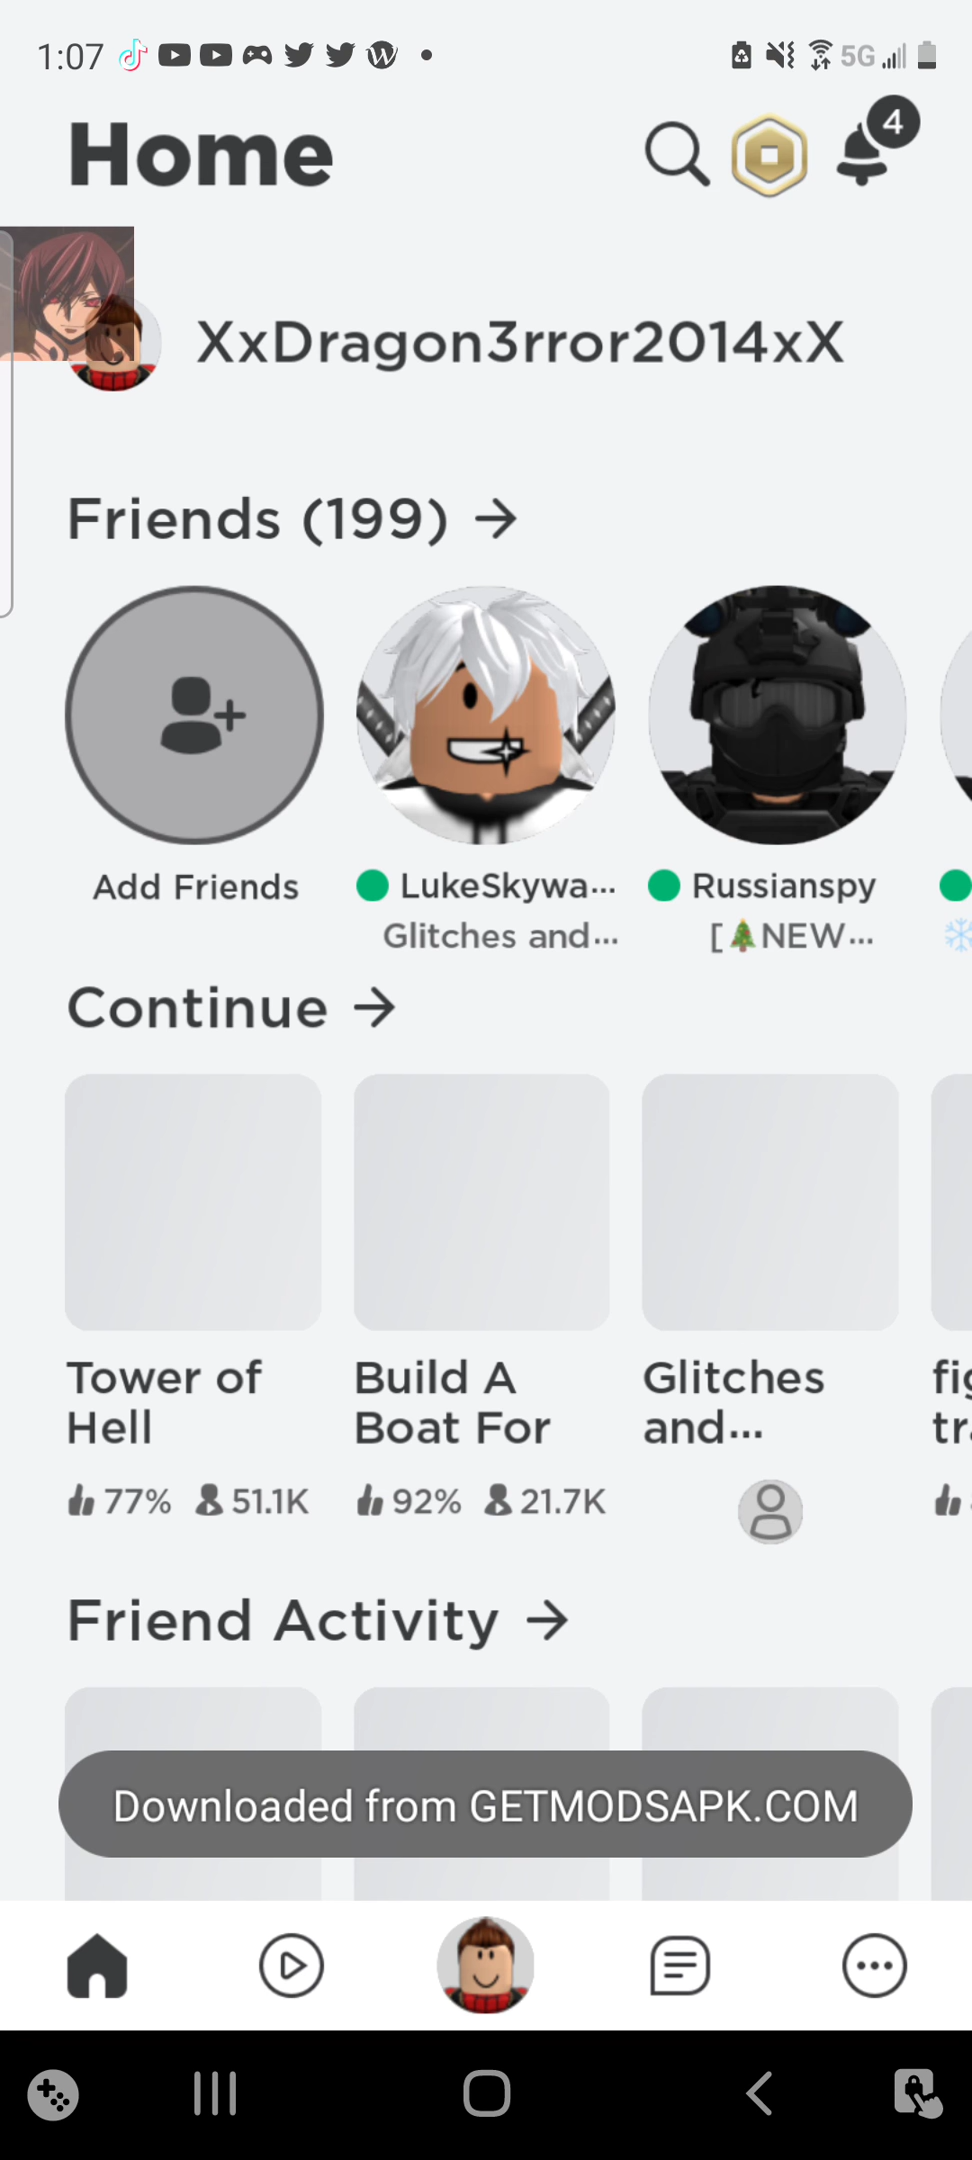 1:07
5G
Home
4
XxDragon3rror2014xX
Friends (199)
Add Friends
LukeSkywa...
Russianspy
Glitches and...
[🎄NEW...
Continue
Tower of
Hell
Build A
Boat For
Glitches
and...
77% 51.1K
92% 21.7K
Friend Activity
Downloaded from GETMODSAPK.COM